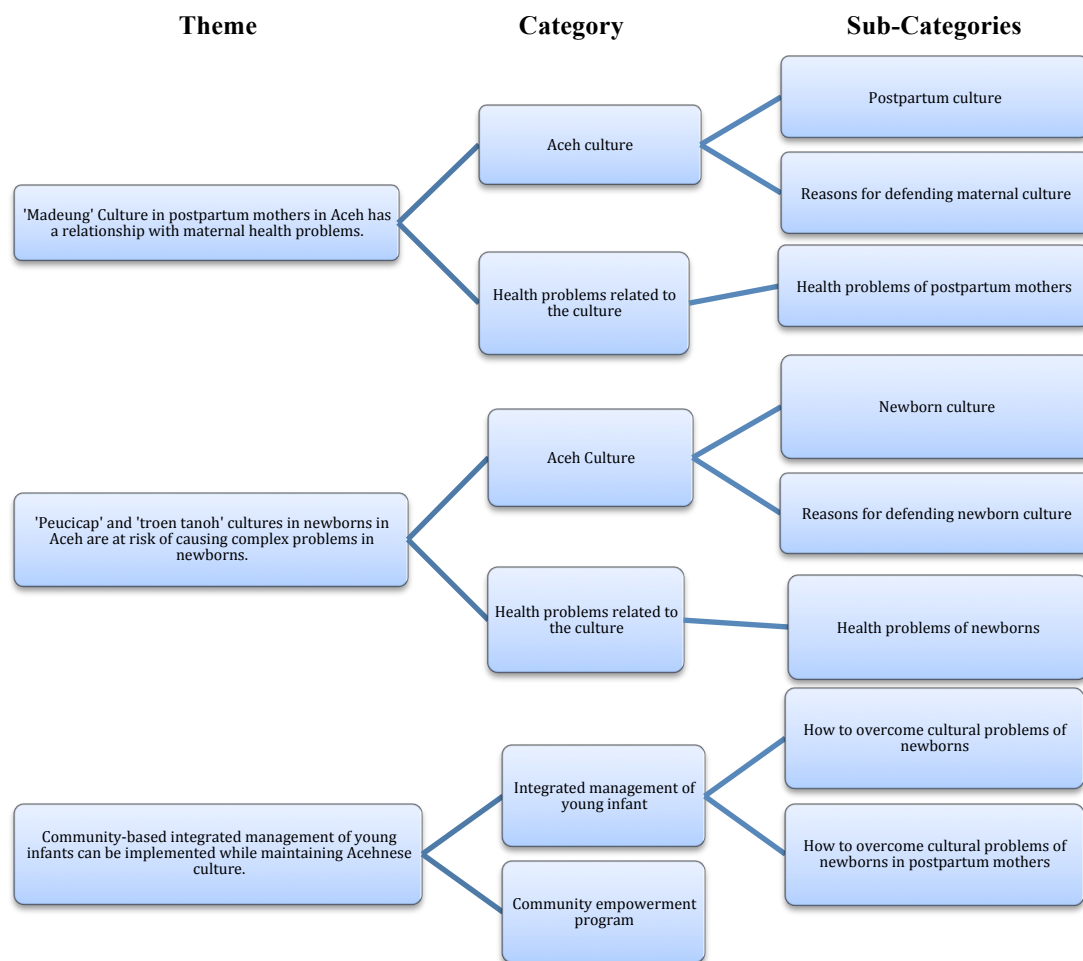 Theme
Category
Sub-Categories
'Madeung' Culture in postpartum mothers in Aceh has
a relationship with maternal health problems.
Aceh culture
Postpartum culture
Reasons for defending maternal culture
Health problems related to
the culture
Health problems of postpartum mothers
'Peucicap' and 'troen tanoh' cultures in newborns in
Aceh are at risk of causing complex problems in
newborns.
Aceh Culture
Newborn culture
Reasons for defending newborn culture
Health problems related to
the culture
Health problems of newborns
Community-based integrated management of young
infants can be implemented while maintaining Acehnese
culture.
Integrated management of
young infant
How to overcome cultural problems of
newborns
How to overcome cultural problems of
newborns in postpartum mothers
Community empowerment
program